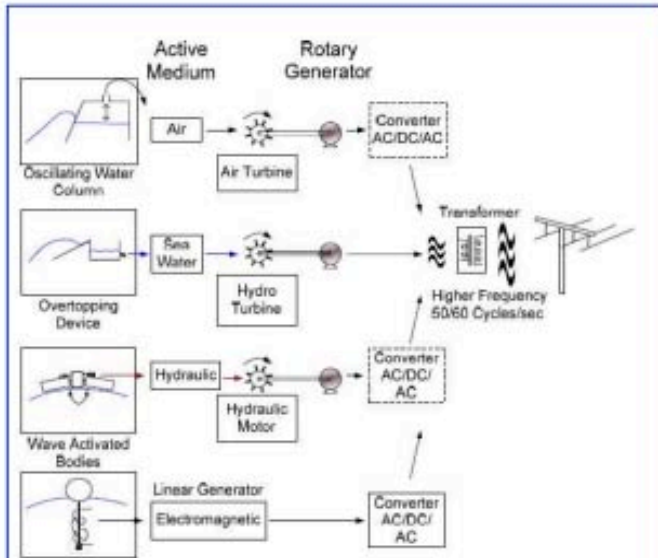 Active
Medium
Rotary
Generator
Oscillating Water
Column
Air
Air Turbine
Converter
AC/DC/AC
Overtopping
Device
Sea
Water
Hydro
Turbine
Transformer
Higher Frequency
50/60 Cycles/sec
Wave Activated
Bodies
Hydraulic
Hydraulic
Motor
Converter
AC/DC/
AC
Linear Generator
Electromagnetic
Converter
AC/DC/
AC